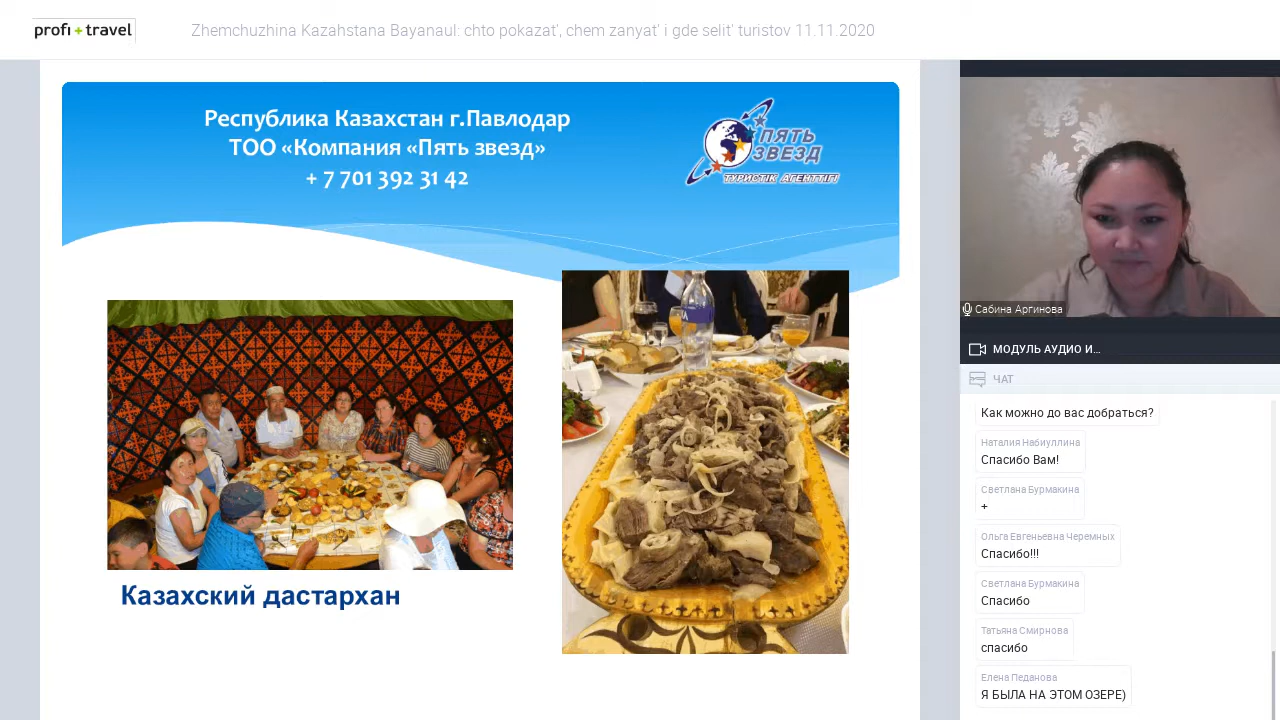 profi + travel
Zhemchuzhina Kazahstana Bayanaul: chto pokazat', chem zanyat' i gde selit' turistov 11.11.2020
Республика Казахстан г.Павлодар
ТОО «Компания «Пять звезд»
+ 7 701 392 31 42
ПЯТЬ
ЗВЕЗД
ТУРИСТІК АГЕНТТІГІ
Казахский дастархан
Сабина Аргинова
МОДУЛЬ АУДИО И...
ЧАТ
Как можно до вас добраться?
Наталия Набиуллина
Спасибо Вам!
Светлана Бурмакина
+
Ольга Евгеньевна Черемных
Спасибо!!!
Светлана Бурмакина
Спасибо
Татьяна Смирнова
спасибо
Елена Педанова
Я БЫЛА НА ЭТОМ ОЗЕРЕ)